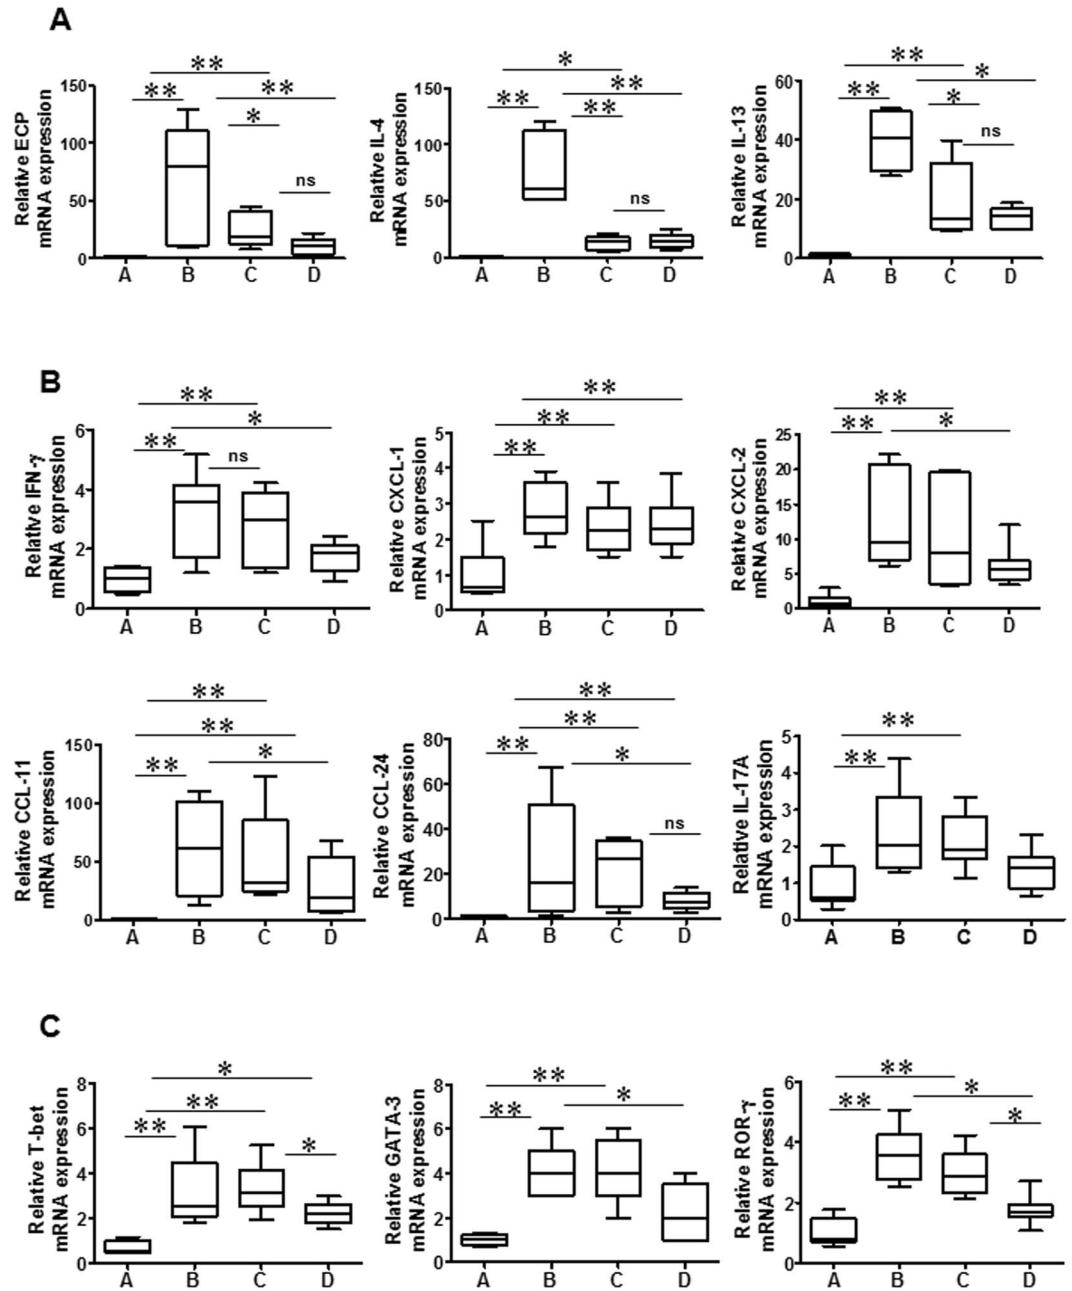 A
** 
** **
*
ns
Relative ECP
mRNA expression
150
100
50
0
A B C D
*
** **
**
ns
Relative IL-4
mRNA expression
150
100
50
0
A B C D
**
** *
*
ns
Relative IL-13
mRNA expression
60
40
20
0
A B C D
B
**
*
**
ns
Relative IFN-γ
mRNA expression
6
4
2
0
A B C D
**
**
**
Relative CXCL-1
mRNA expression
5
4
3
2
1
0
A B C D
**
** *
Relative CXCL-2
mRNA expression
25
20
15
10
5
0
A B C D
**
**
** *
Relative CCL-11
mRNA expression
150
100
50
0
A B C D
**
**
** *
ns
Relative CCL-24
mRNA expression
80
60
40
20
0
A B C D
**
**
Relative IL-17A
mRNA expression
5
4
3
2
1
0
A B C D
C
*
**
** *
Relative T-bet
mRNA expression
8
6
4
2
0
A B C D
**
** *
Relative GATA-3
mRNA expression
8
6
4
2
0
A B C D
**
** *
*
Relative ROR-γ
mRNA expression
6
4
2
0
A B C D